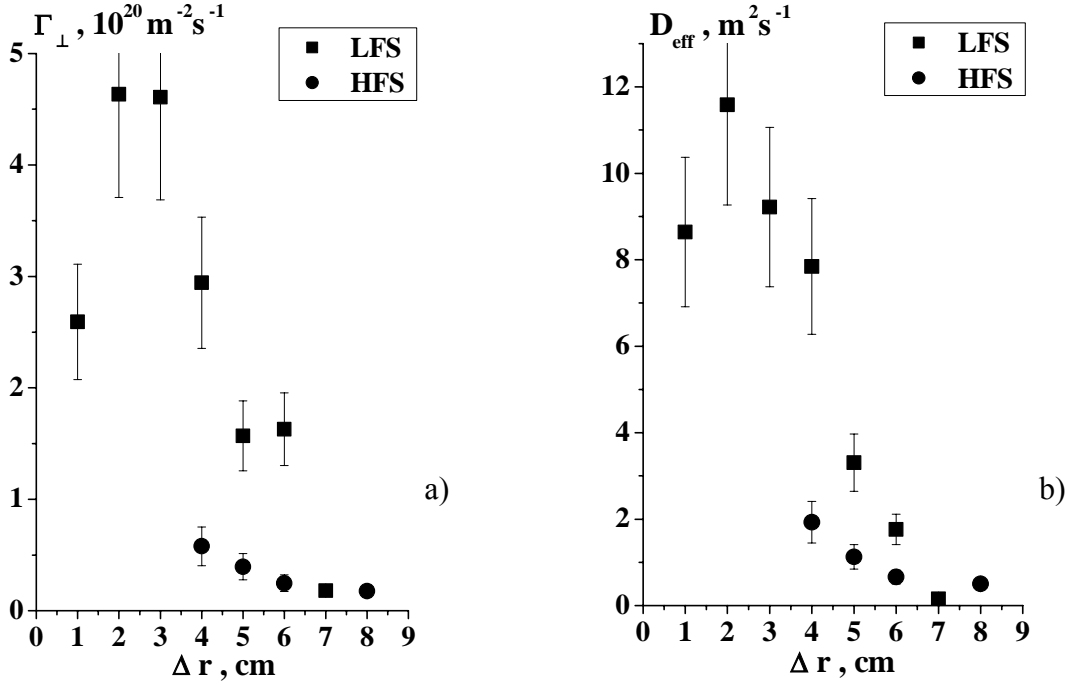 Γ⊥ , 10²⁰ m⁻²s⁻¹
LFS
HFS
5
4
3
2
1
0
0 1 2 3 4 5 6 7 8 9
Δ r , cm
a)
D_eff , m²s⁻¹
LFS
HFS
12
10
8
6
4
2
0
0 1 2 3 4 5 6 7 8 9
Δ r , cm
b)